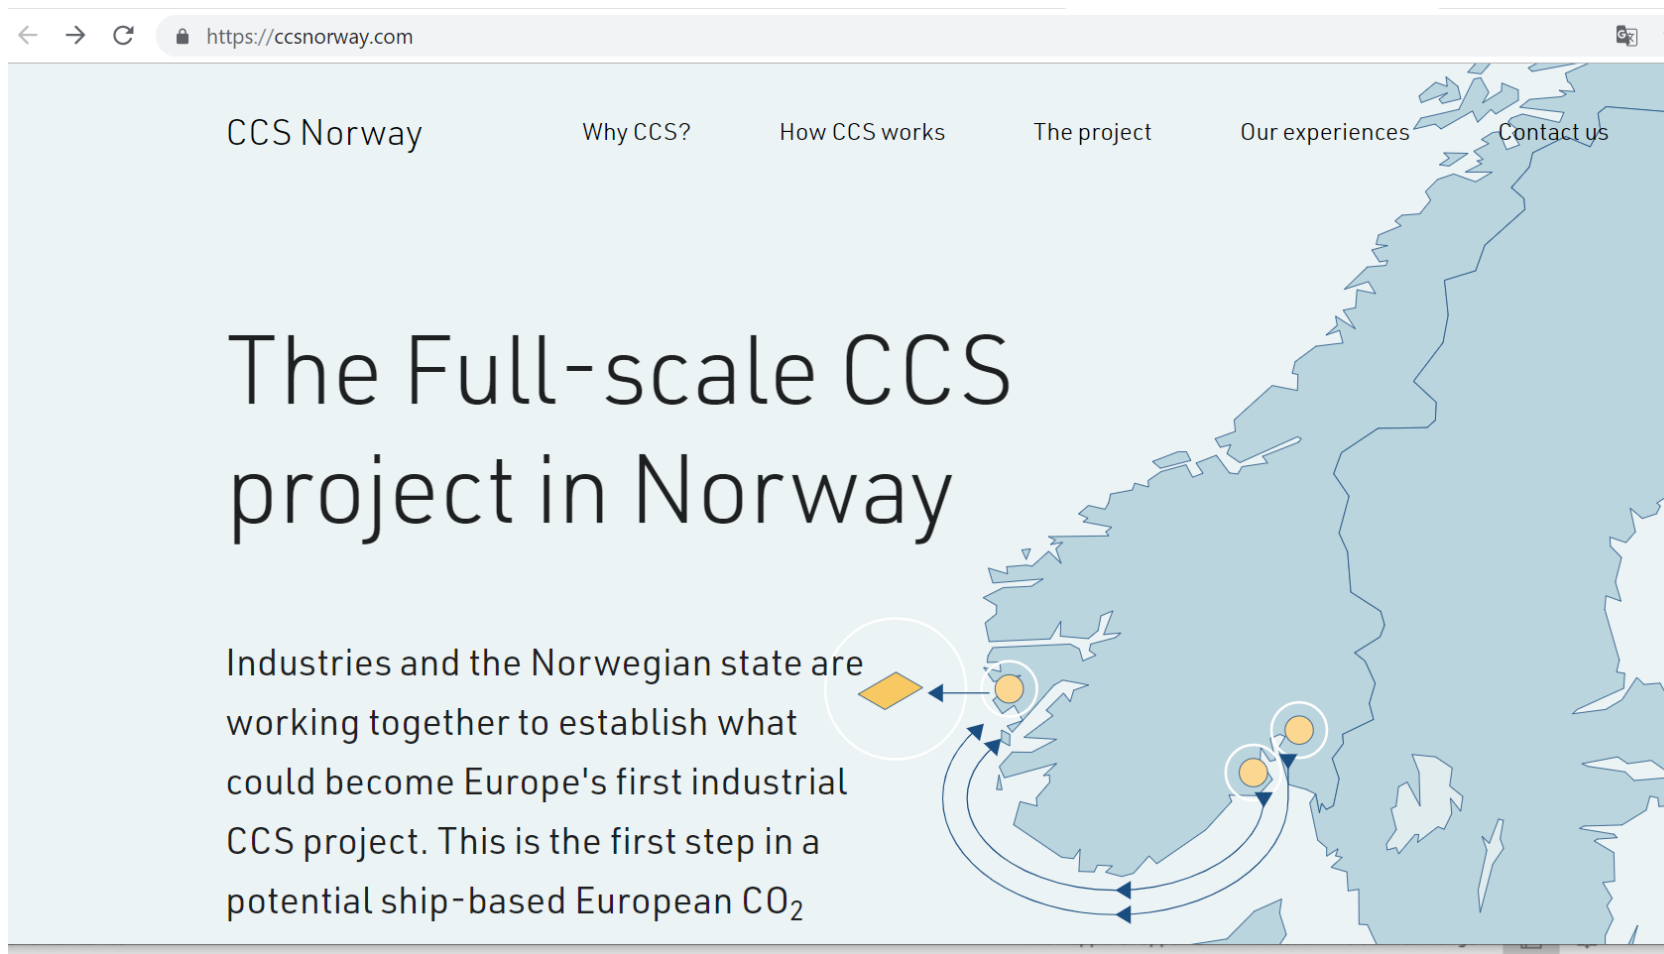 https://ccsnorway.com
CCS Norway Why CCS? How CCS works The project Our experiences Contact us
The Full-scale CCS
project in Norway
Industries and the Norwegian state are
working together to establish what
could become Europe's first industrial
CCS project. This is the first step in a
potential ship-based European CO₂